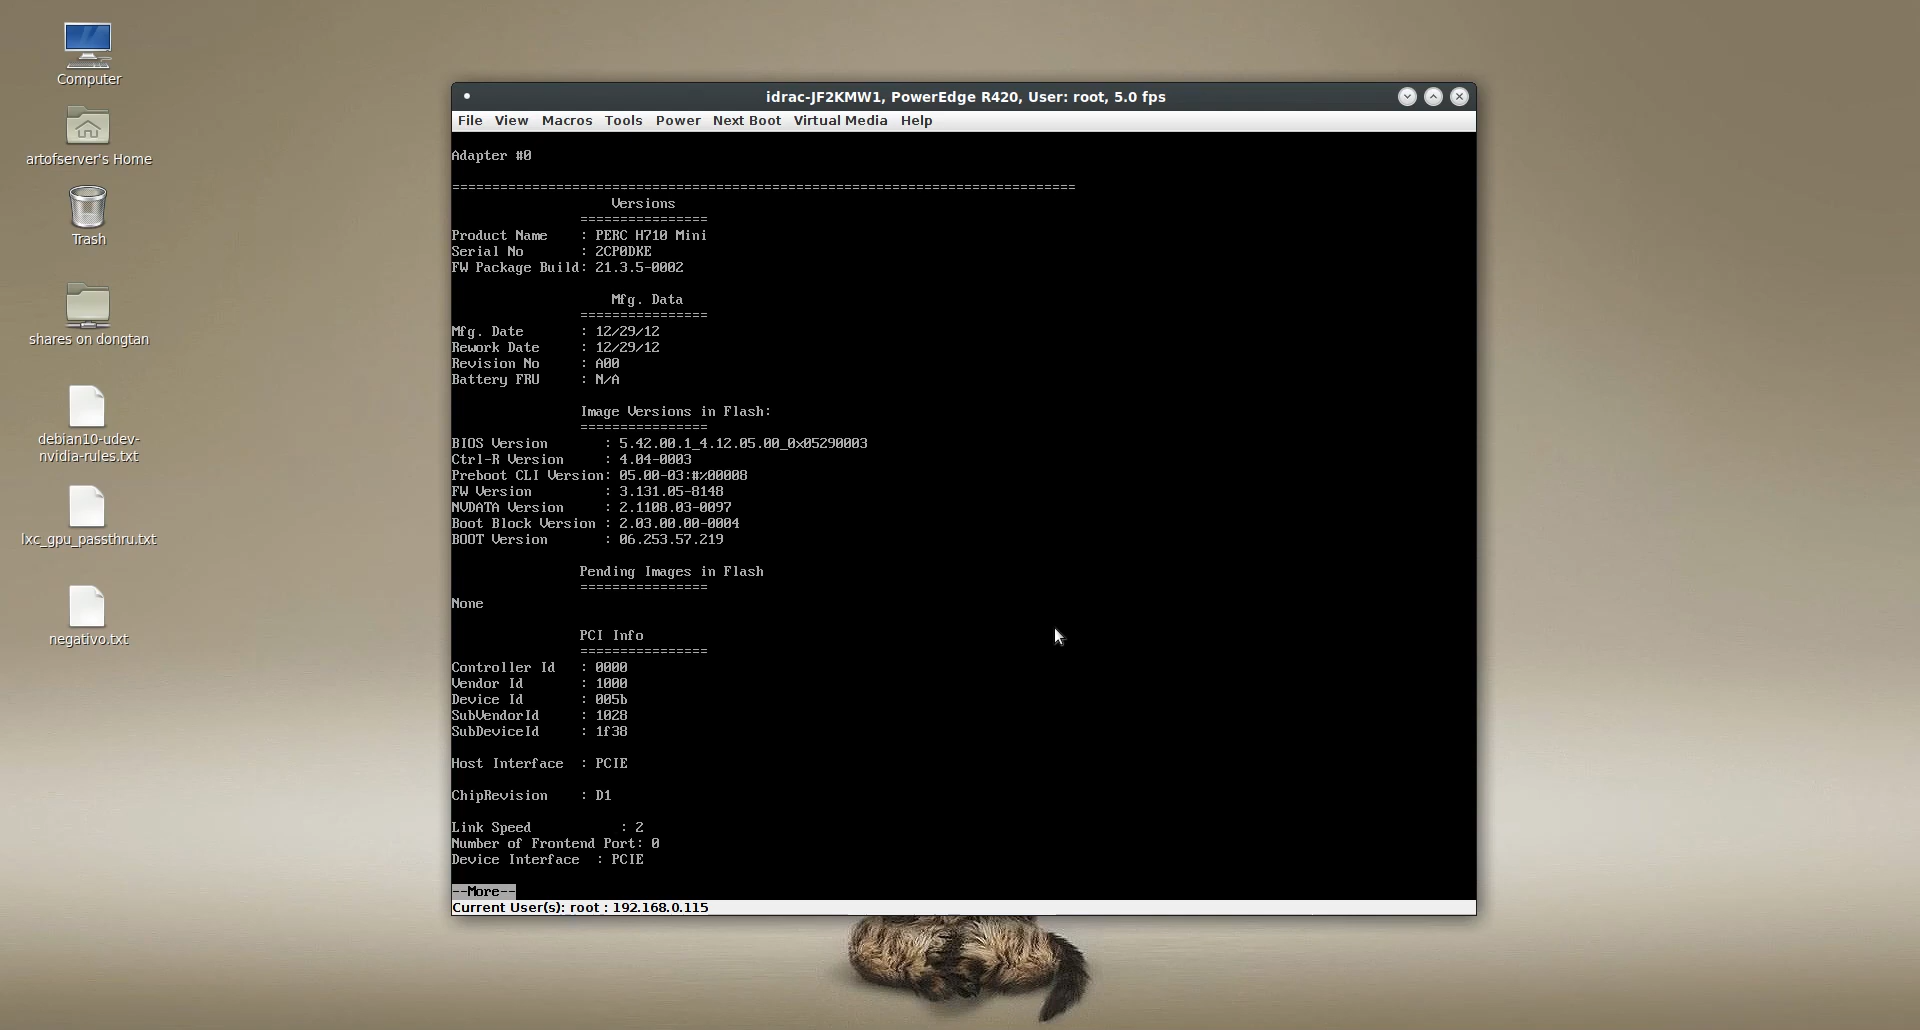 Computer
artofserver's Home
Trash
shares on dongtan
debian10-udev-
nvidia-rules.txt
lxc_gpu_passthru.txt
negativo.txt
idrac-JF2KMW1, PowerEdge R420, User: root, 5.0 fps
File View Macros Tools Power Next Boot Virtual Media Help
Adapter #0
==============================================================================
Versions
================
Product Name    : PERC H710 Mini
Serial No       : 2CP0DKE
FW Package Build: 21.3.5-0002
Mfg. Data
================
Mfg. Date       : 12/29/12
Rework Date     : 12/29/12
Revision No     : A00
Battery FRU     : N/A
Image Versions in Flash:
================
BIOS Version       : 5.42.00.1_4.12.05.00_0x05290003
Ctrl-R Version     : 4.04-0003
Preboot CLI Version: 05.00-03:#%00008
FW Version         : 3.131.05-8148
NVDATA Version     : 2.1108.03-0097
Boot Block Version : 2.03.00.00-0004
BOOT Version       : 06.253.57.219
Pending Images in Flash
================
None
PCI Info
================
Controller Id   : 0000
Vendor Id       : 1000
Device Id       : 005b
SubVendorId     : 1028
SubDeviceId     : 1f38
Host Interface  : PCIE
ChipRevision    : D1
Link Speed           : 2
Number of Frontend Port: 0
Device Interface  : PCIE
--More--
Current User(s): root : 192.168.0.115